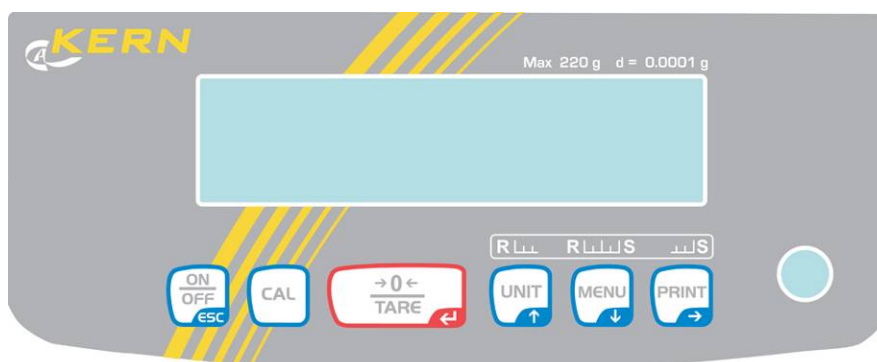 KERN
Max 220 g d = 0.0001 g
R S R S
ON
OFF
ESC
CAL
→0←
TARE
UNIT
MENU
PRINT